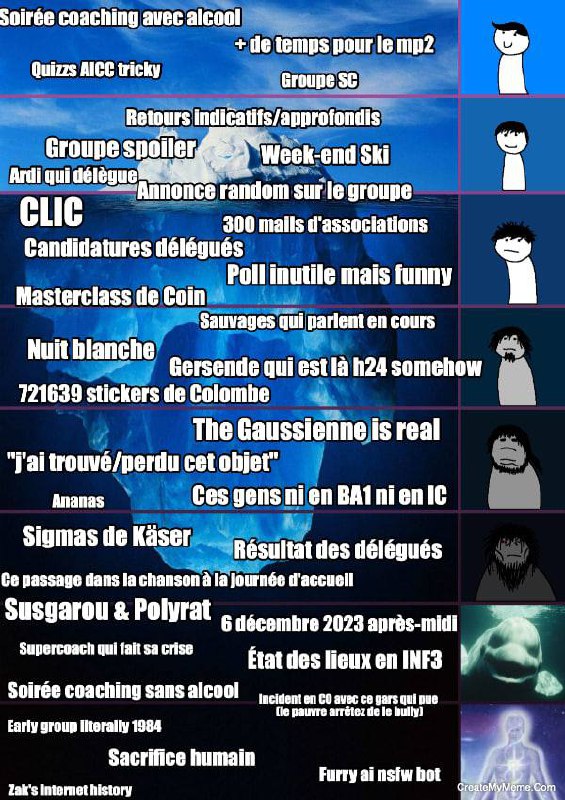 Soirée coaching avec alcool
+ de temps pour le mp2
Quizzs AICC tricky
Groupe SC
Retours indicatifs/approfondis
Groupe spoiler
Week-end Ski
Ardi qui délègue
Annonce random sur le groupe
CLIC
300 mails d'associations
Candidatures délégués
Poll inutile mais funny
Masterclass de Coin
Sauvages qui parlent en cours
Nuit blanche
Gersende qui est là h24 somehow
721639 stickers de Colombe
The Gaussienne is real
"j'ai trouvé/perdu cet objet"
Ananas
Ces gens ni en BA1 ni en IC
Sigmas de Käser
Résultat des délégués
Ce passage dans la chanson à la journée d'accueil
Susgarou & Polyrat
6 décembre 2023 après-midi
Supercoach qui fait sa crise
État des lieux en INF3
Soirée coaching sans alcool
Incident en CO avec ce gars qui pue
(le pauvre arrêtez de le bully)
Early group literally 1984
Sacrifice humain
Furry ai nsfw bot
Zak's internet history
CreateMyMeme.Com